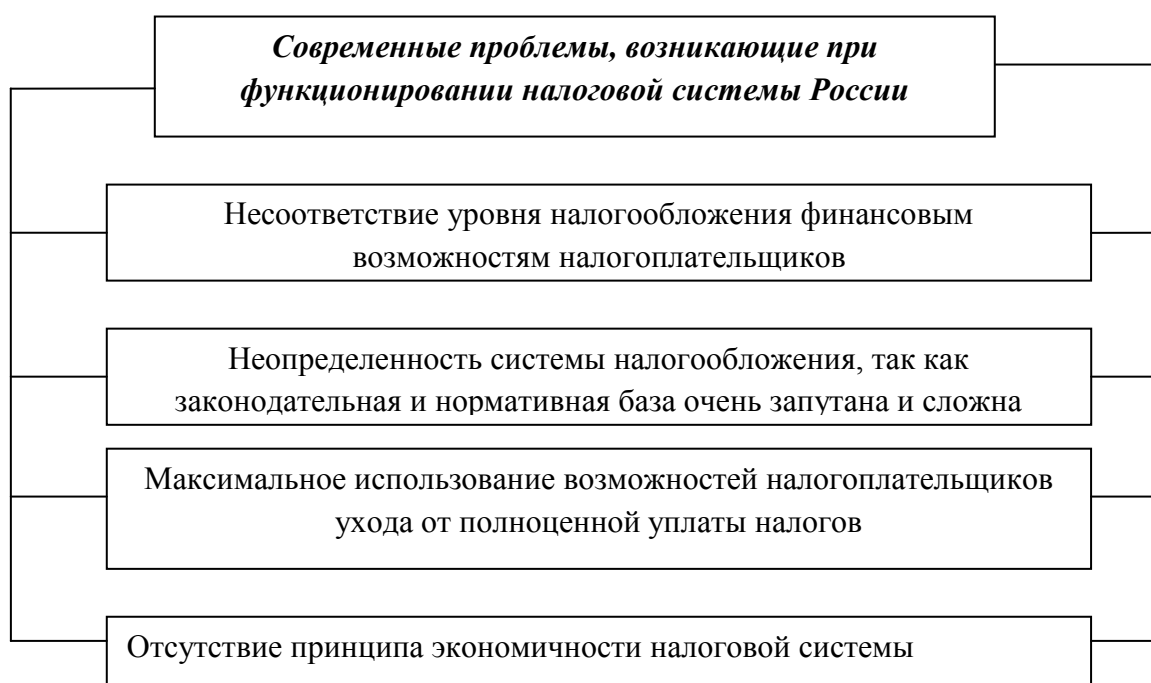 Современные проблемы, возникающие при
функционировании налоговой системы России
Несоответствие уровня налогообложения финансовым
возможностям налогоплательщиков
Неопределенность системы налогообложения, так как
законодательная и нормативная база очень запутана и сложна
Максимальное использование возможностей налогоплательщиков
ухода от полноценной уплаты налогов
Отсутствие принципа экономичности налоговой системы